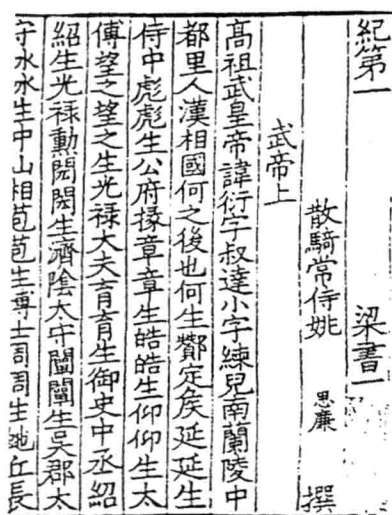 紀第一 梁書一
散騎常侍姚 思廉 撰
武帝上
髙祖武皇帝諱衍字叔達小字練兒南蘭陵中
都里人漢相國何之後也何生酇定矦延延生
侍中彪彪生公府掾章章生皓皓生仰仰生太
傅望之望之生光禄大夫育育生御史中丞紹
紹生光禄勲閎閎生濟陰太守闡闡生吳郡太
守冰冰生中山相苞苞生博士周周生虵丘長